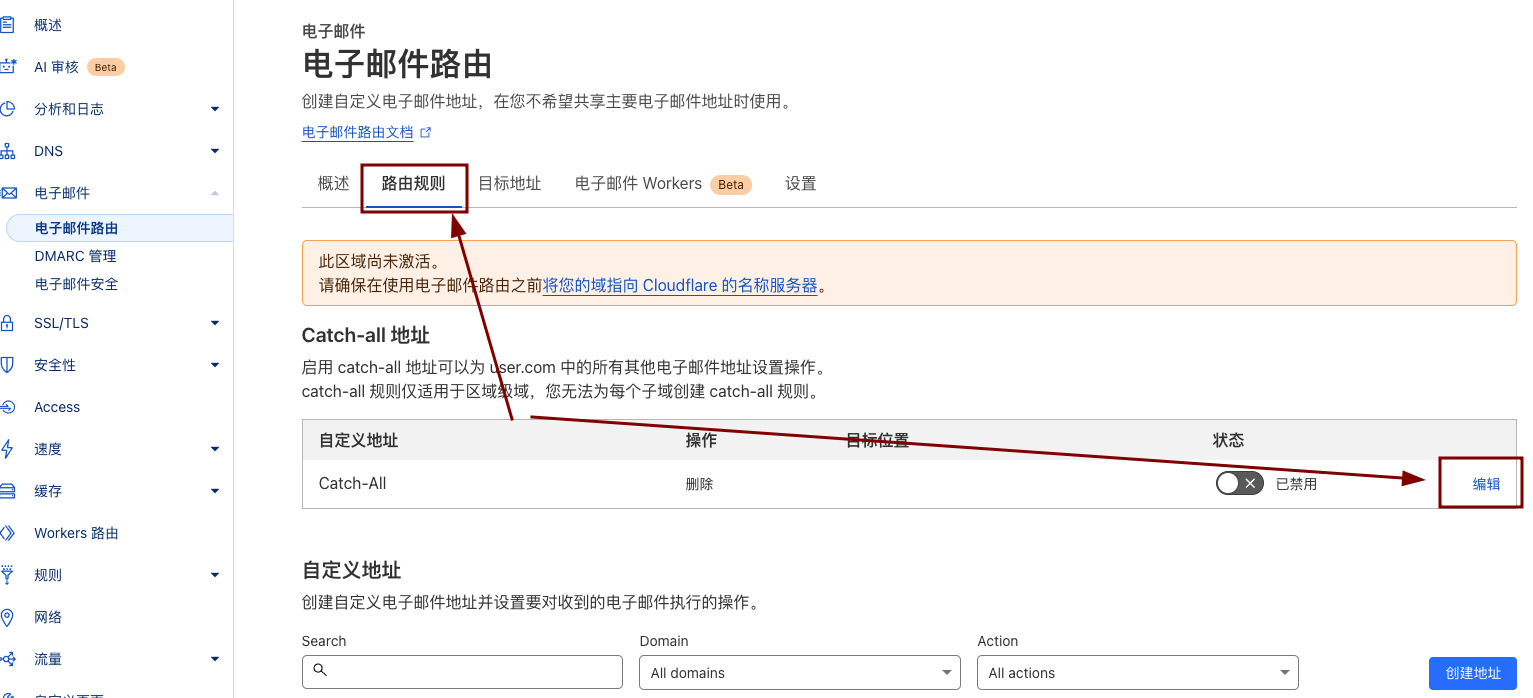 概述
AI 审核 Beta
分析和日志
DNS
电子邮件
电子邮件路由
DMARC 管理
电子邮件安全
SSL/TLS
安全性
Access
速度
缓存
Workers 路由
规则
网络
流量
电子邮件
电子邮件路由
创建自定义电子邮件地址，在您不希望共享主要电子邮件地址时使用。
电子邮件路由文档
概述 路由规则 目标地址 电子邮件 Workers Beta 设置
此区域尚未激活。
请确保在使用电子邮件路由之前将您的域指向 Cloudflare 的名称服务器。
Catch-all 地址
启用 catch-all 地址可以为 user.com 中的所有其他电子邮件地址设置操作。
catch-all 规则仅适用于区域级域，您无法为每个子域创建 catch-all 规则。
自定义地址 操作 目标位置 状态
Catch-All 删除 已禁用 编辑
自定义地址
创建自定义电子邮件地址并设置要对收到的电子邮件执行的操作。
Search Domain Action
All domains All actions 创建地址